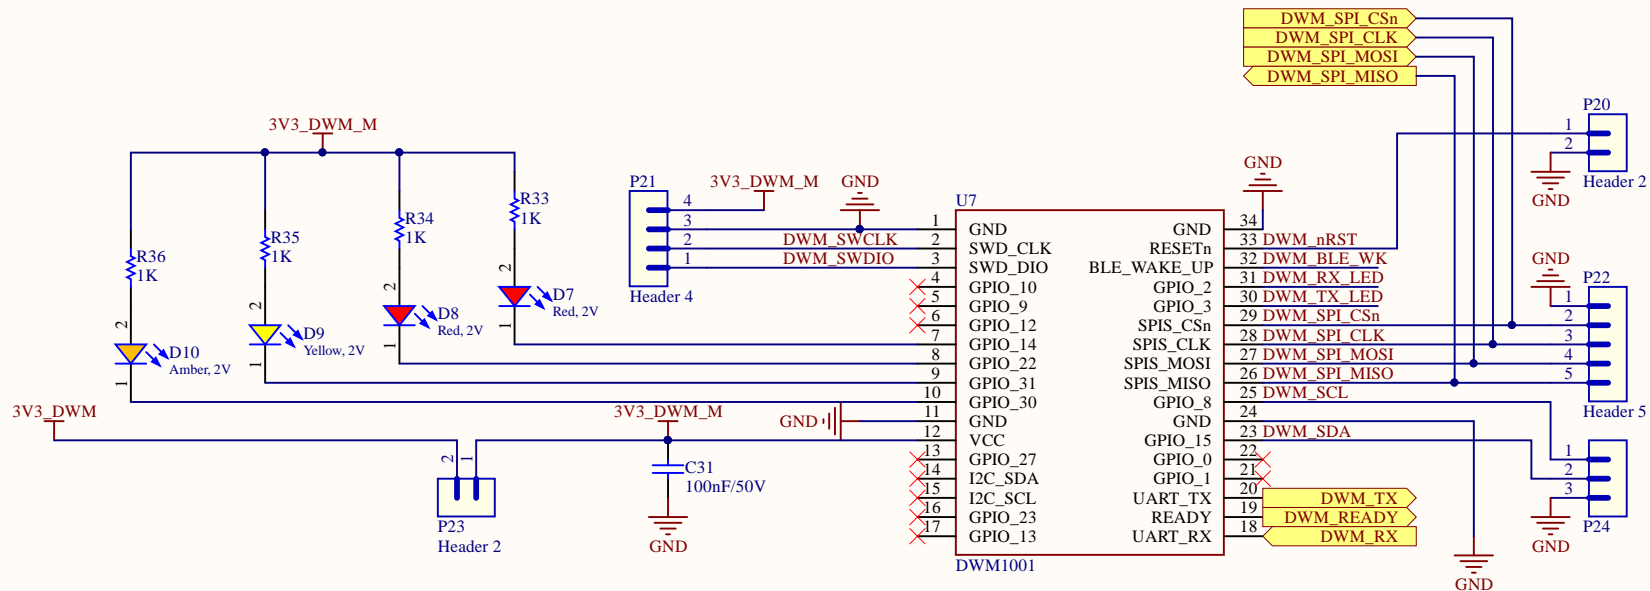 DWM_SPI_CSn
DWM_SPI_CLK
DWM_SPI_MOSI
DWM_SPI_MISO
3V3_DWM_M
R36
1K
R35
1K
R34
1K
R33
1K
2
D10
Amber, 2V
1
2
D9
Yellow, 2V
1
2
D8
Red, 2V
1
2
D7
Red, 2V
1
P21
4
3
2
1
Header 4
3V3_DWM_M
GND
DWM_SWCLK
DWM_SWDIO
3V3_DWM
2
1
P23
Header 2
3V3_DWM_M
C31
100nF/50V
GND
GND
U7
1 GND
2 SWD_CLK
3 SWD_DIO
4 GPIO_10
5 GPIO_9
6 GPIO_12
7 GPIO_14
8 GPIO_22
9 GPIO_31
10 GPIO_30
11 GND
12 VCC
13 GPIO_27
14 I2C_SDA
15 I2C_SCL
16 GPIO_23
17 GPIO_13
GND
GND 34
RESETn 33 DWM_nRST
BLE_WAKE_UP 32 DWM_BLE_WK
GPIO_2 31 DWM_RX_LED
GPIO_3 30 DWM_TX_LED
SPIS_CSn 29 DWM_SPI_CSn
SPIS_CLK 28 DWM_SPI_CLK
SPIS_MOSI 27 DWM_SPI_MOSI
SPIS_MISO 26 DWM_SPI_MISO
GPIO_8 25 DWM_SCL
GND 24
GPIO_15 23 DWM_SDA
GPIO_0 22
GPIO_1 21
UART_TX 20 DWM_TX
READY 19 DWM_READY
UART_RX 18 DWM_RX
DWM1001
P20
1
2
Header 2
GND
GND
P22
1
2
3
4
5
Header 5
1
2
3
P24
GND
GND